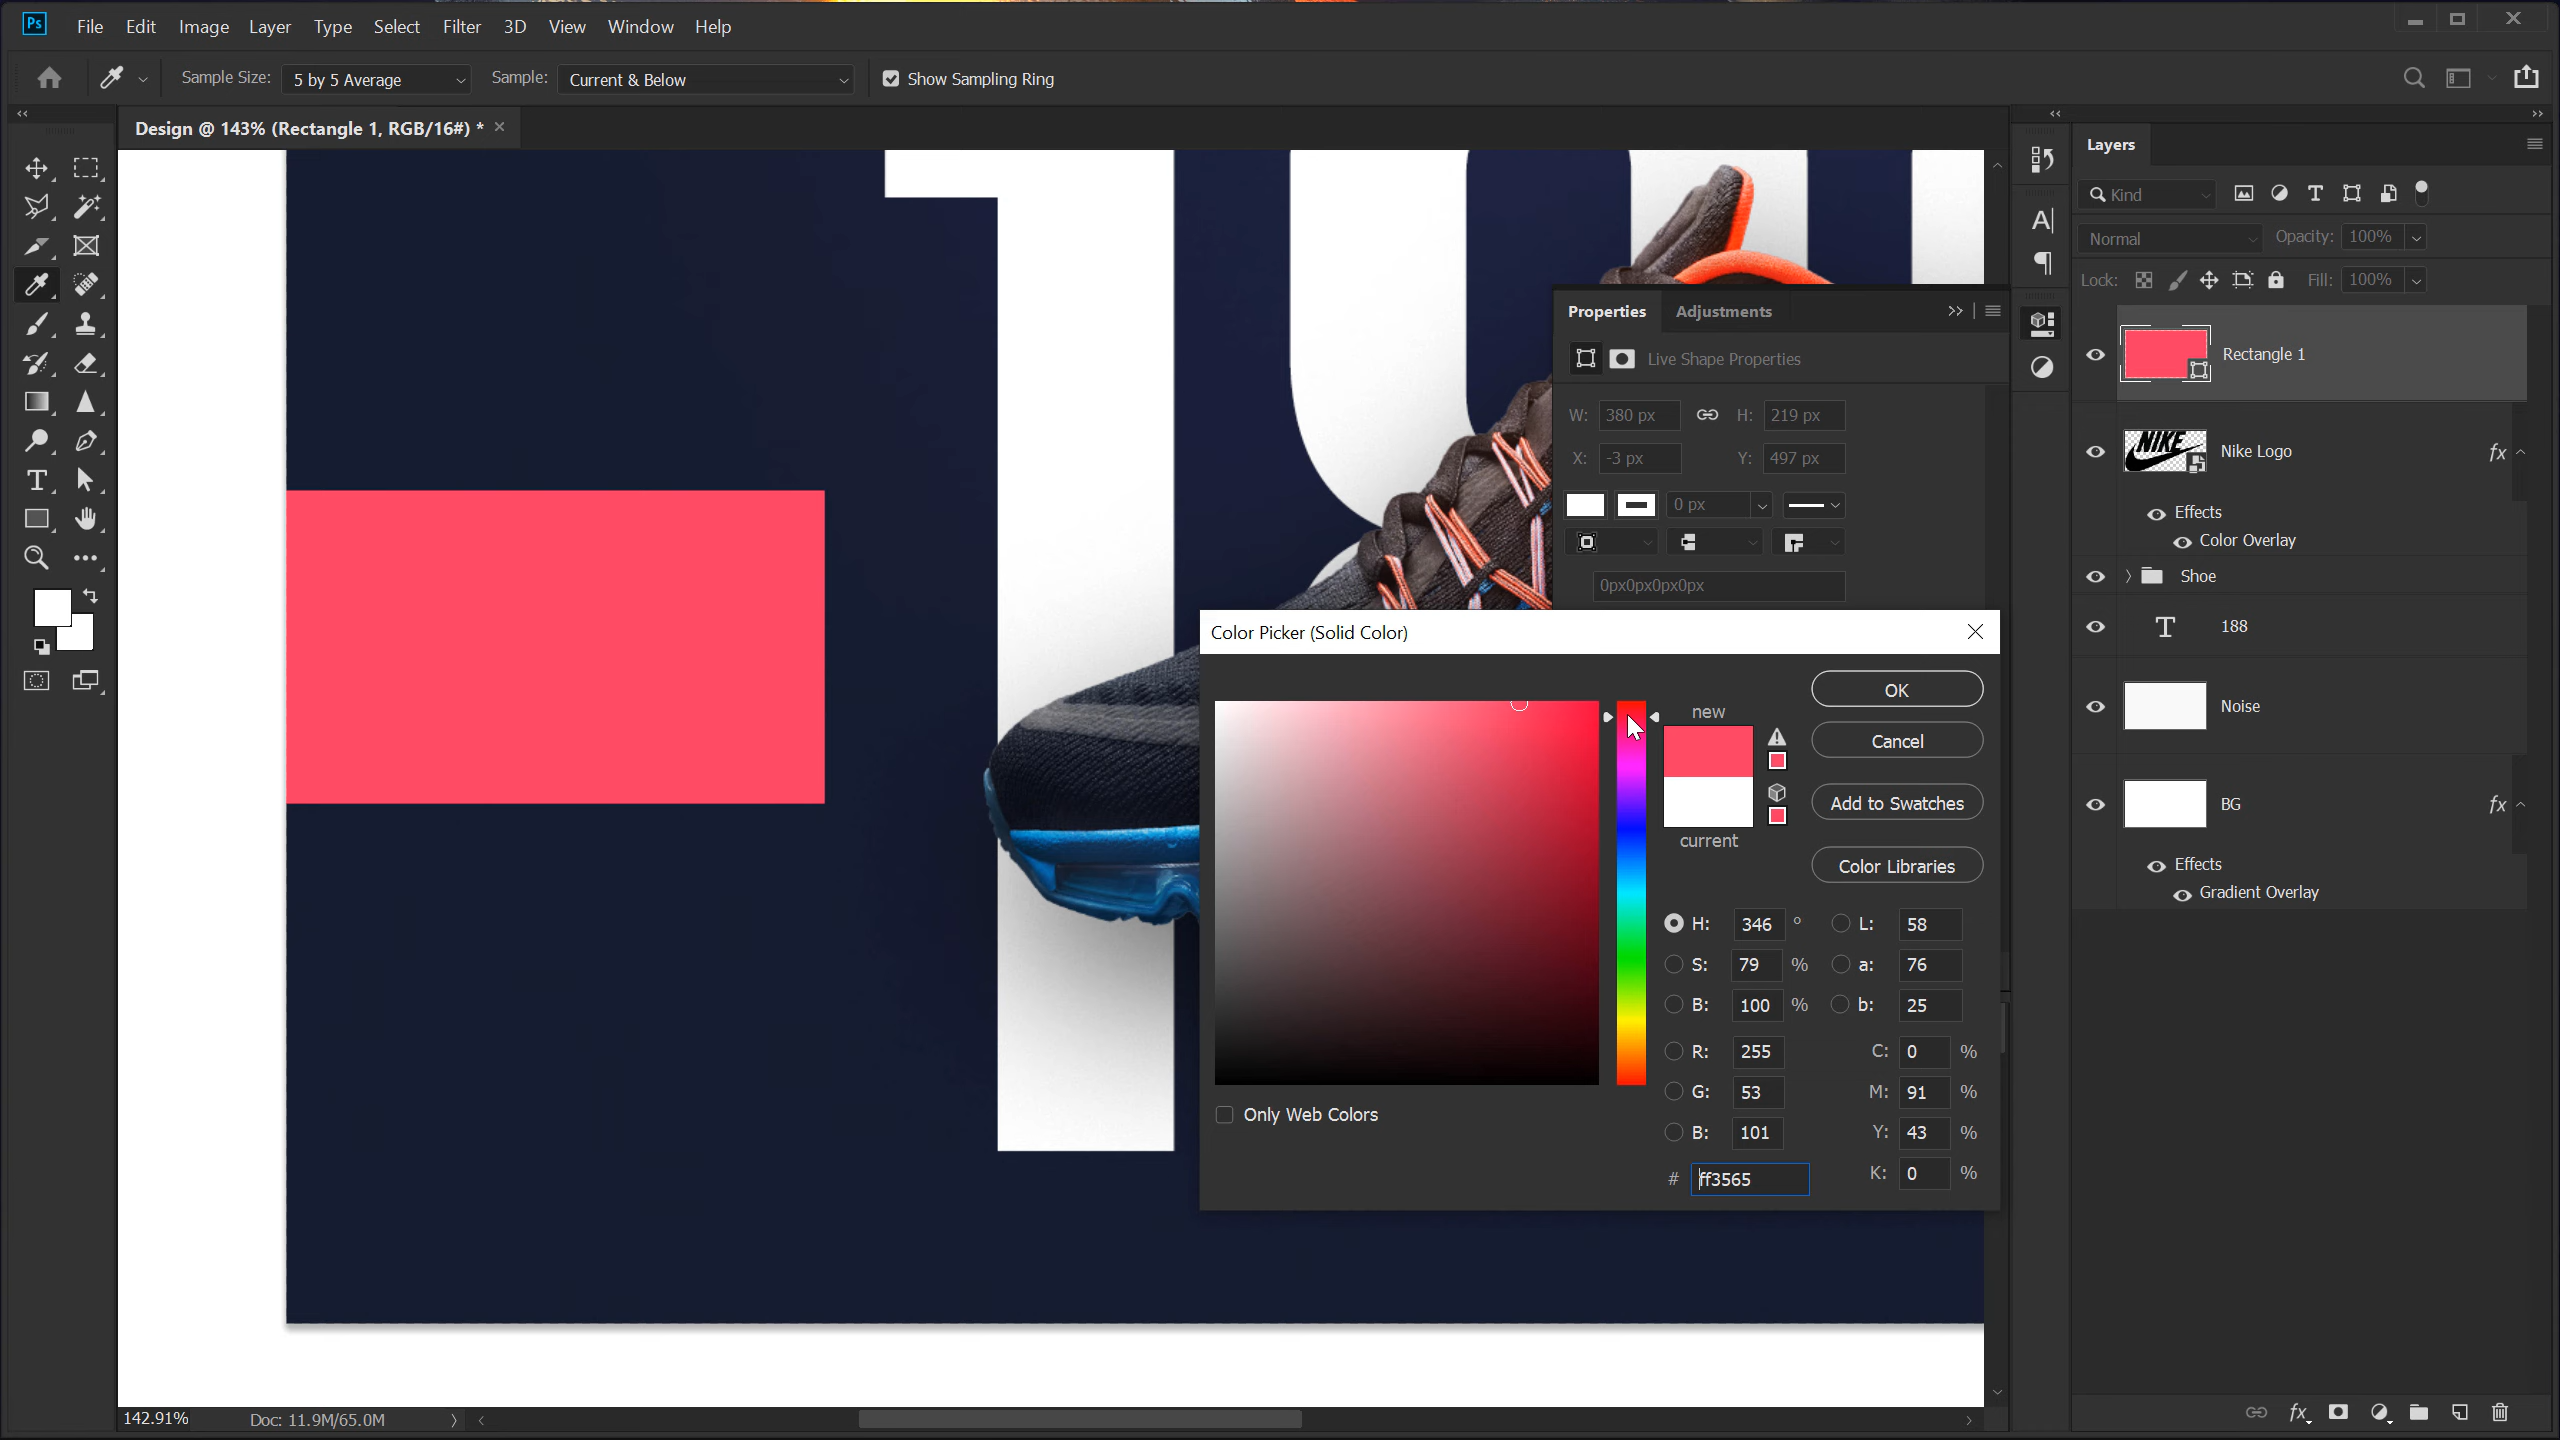 Ps File Edit Image Layer Type Select Filter 3D View Window Help
Sample Size: 5 by 5 Average Sample: Current & Below Show Sampling Ring
Design @ 143% (Rectangle 1, RGB/16#) *
Layers
Kind
Normal Opacity: 100%
Lock: Fill: 100%
Rectangle 1
NIKE Nike Logo fx
Effects
Color Overlay
Shoe
188
Noise
BG fx
Effects
Gradient Overlay
Properties Adjustments
Live Shape Properties
W: 380 px H: 219 px
X: -3 px Y: 497 px
0 px
0px0px0px0px
Color Picker (Solid Color)
new
current
OK
Cancel
Add to Swatches
Color Libraries
H: 346 ° L: 58
S: 79 % a: 76
B: 100 % b: 25
R: 255 C: 0 %
G: 53 M: 91 %
B: 101 Y: 43 %
# ff3565 K: 0 %
Only Web Colors
142.91% Doc: 11.9M/65.0M